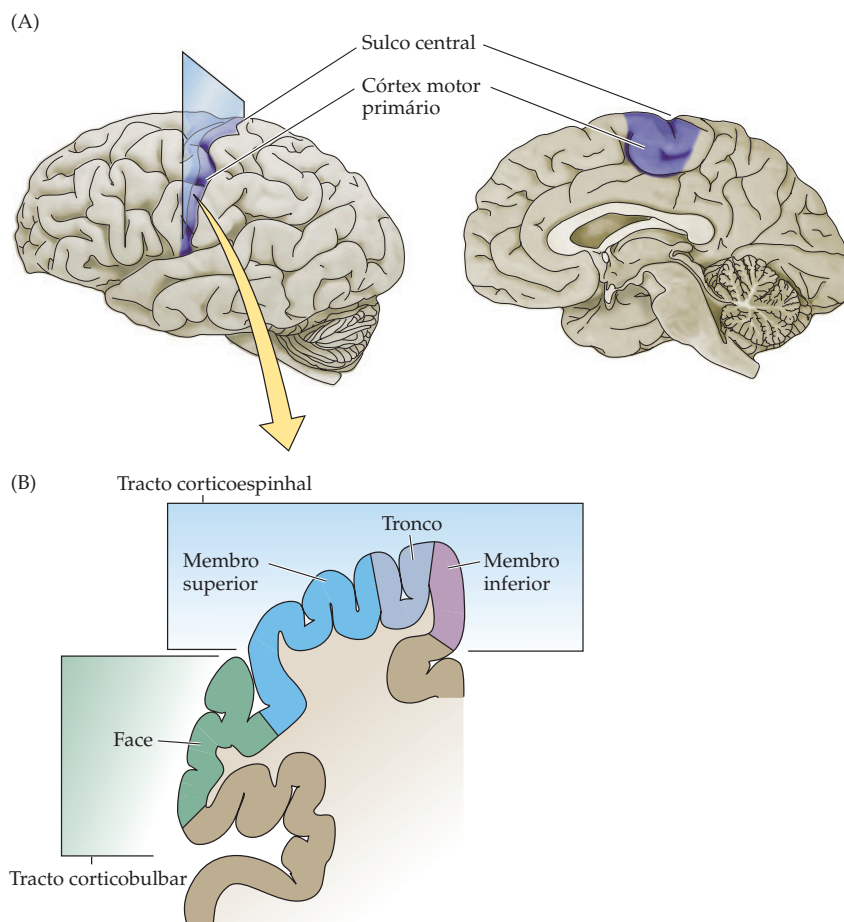 (A)
Sulco central
Córtex motor
primário
(B)
Tracto corticoespinhal
Tronco
Membro
superior
Membro
inferior
Face
Tracto corticobulbar